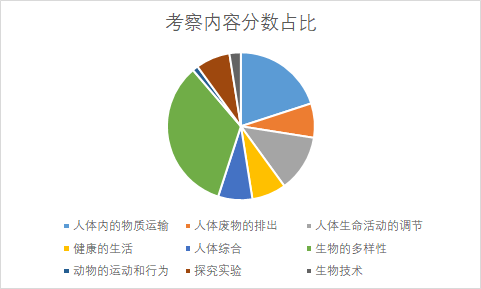 考察内容分数占比
人体内的物质运输 人体废物的排出 人体生命活动的调节
健康的生活 人体综合 生物的多样性
动物的运动和行为 探究实验 生物技术